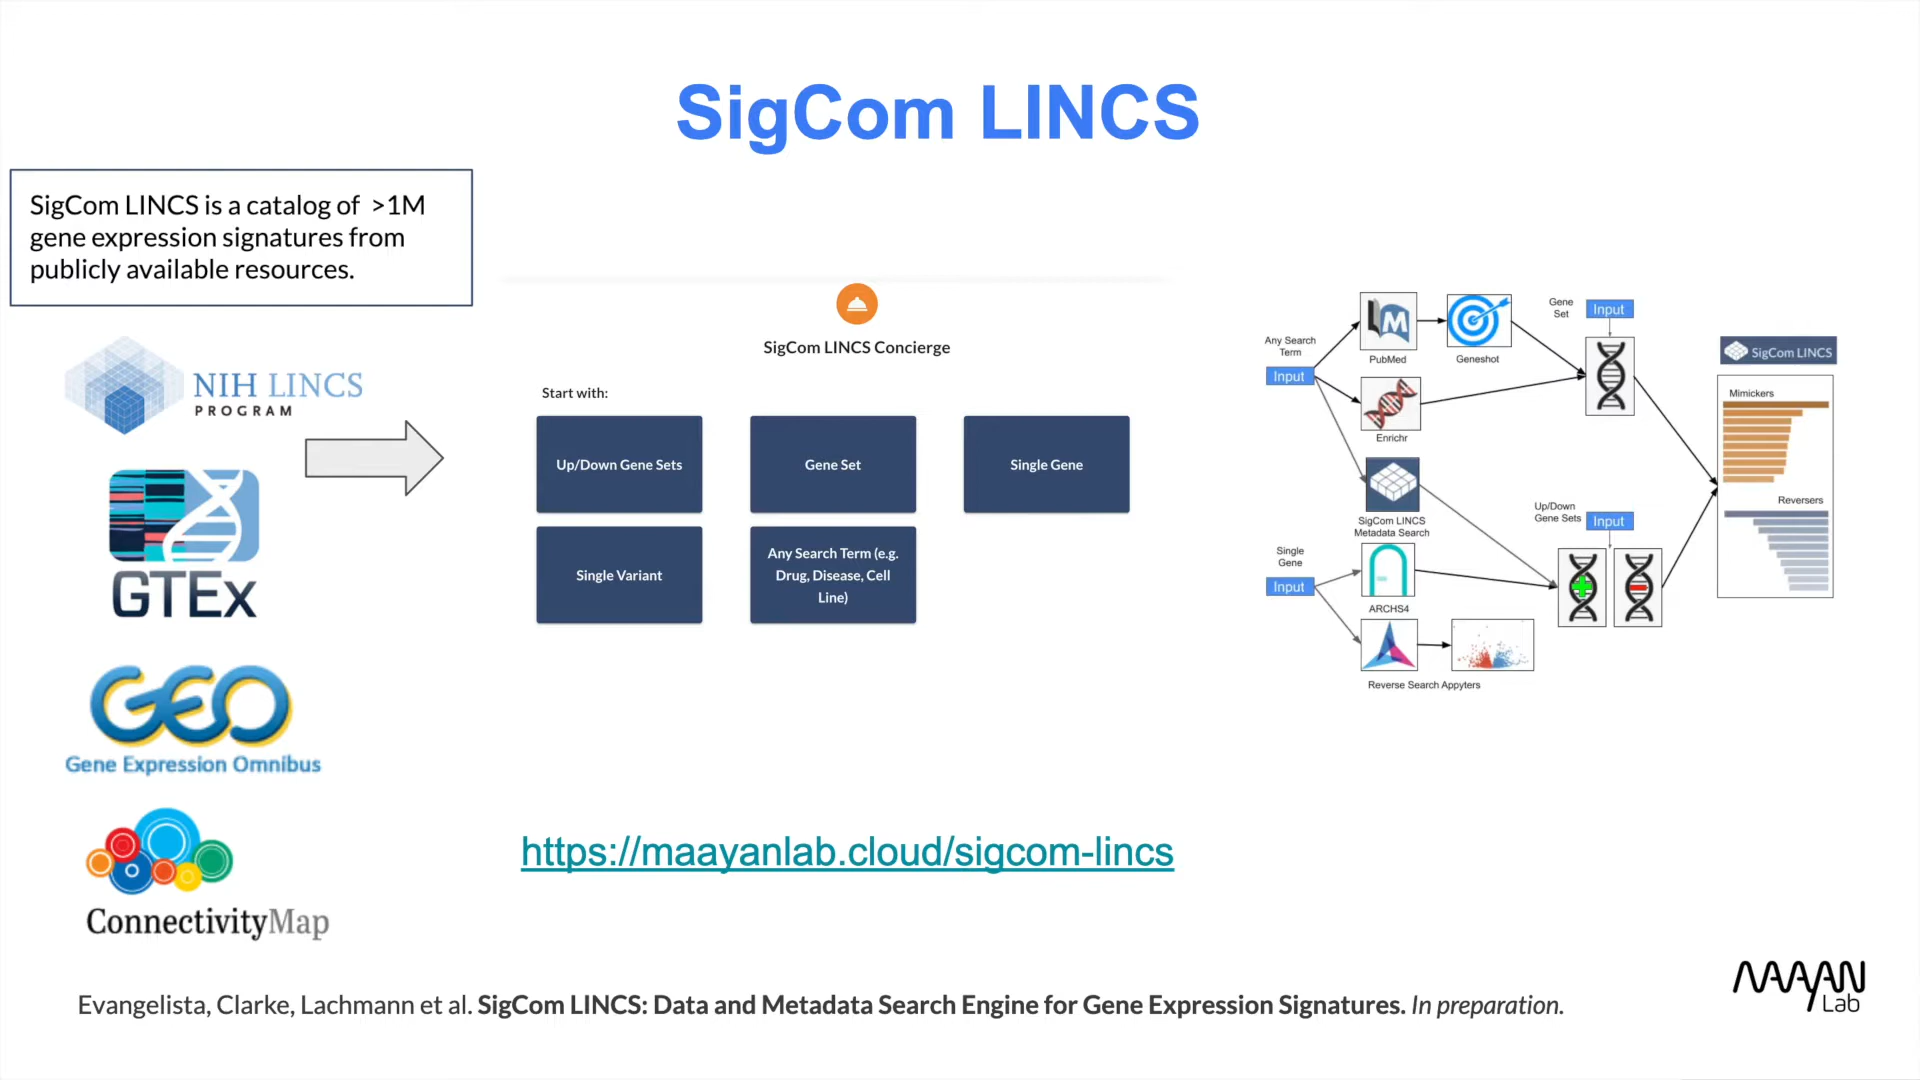 SigCom LINCS
SigCom LINCS is a catalog of >1M
gene expression signatures from
publicly available resources.
NIH LINCS
PROGRAM
GTEx
GEO
Gene Expression Omnibus
ConnectivityMap
SigCom LINCS Concierge
Start with:
Up/Down Gene Sets
Gene Set
Single Gene
Single Variant
Any Search Term (e.g.
Drug, Disease, Cell
Line)
https://maayanlab.cloud/sigcom-lincs
Any Search
Term
Input
M
PubMed
Geneshot
Gene
Set
Input
Enrichr
SigCom LINCS
Metadata Search
Up/Down
Gene Sets
Input
Single
Gene
Input
ARCHS4
Reverse Search Appyters
SigCom LINCS
Mimickers
Reversers
Evangelista, Clarke, Lachmann et al. SigCom LINCS: Data and Metadata Search Engine for Gene Expression Signatures. In preparation.
MAAYAN
Lab